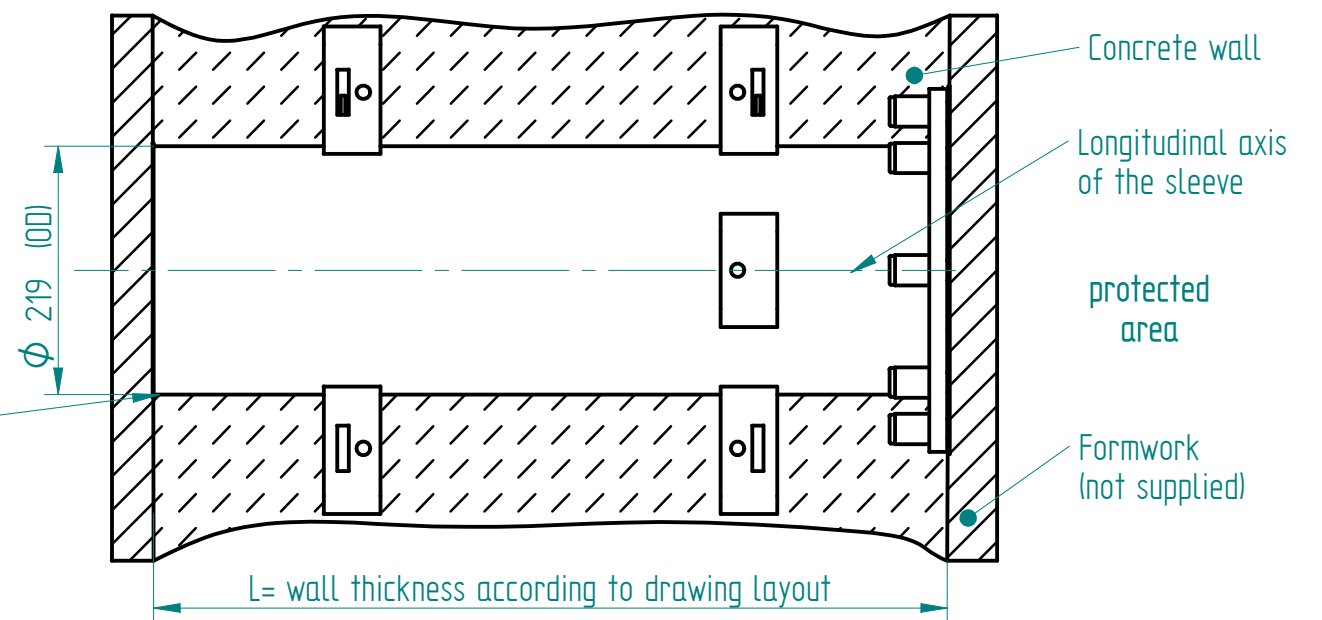 Concrete wall
Longitudinal axis
of the sleeve
protected
area
Formwork
(not supplied)
ϕ 219 (OD)
L= wall thickness according to drawing layout